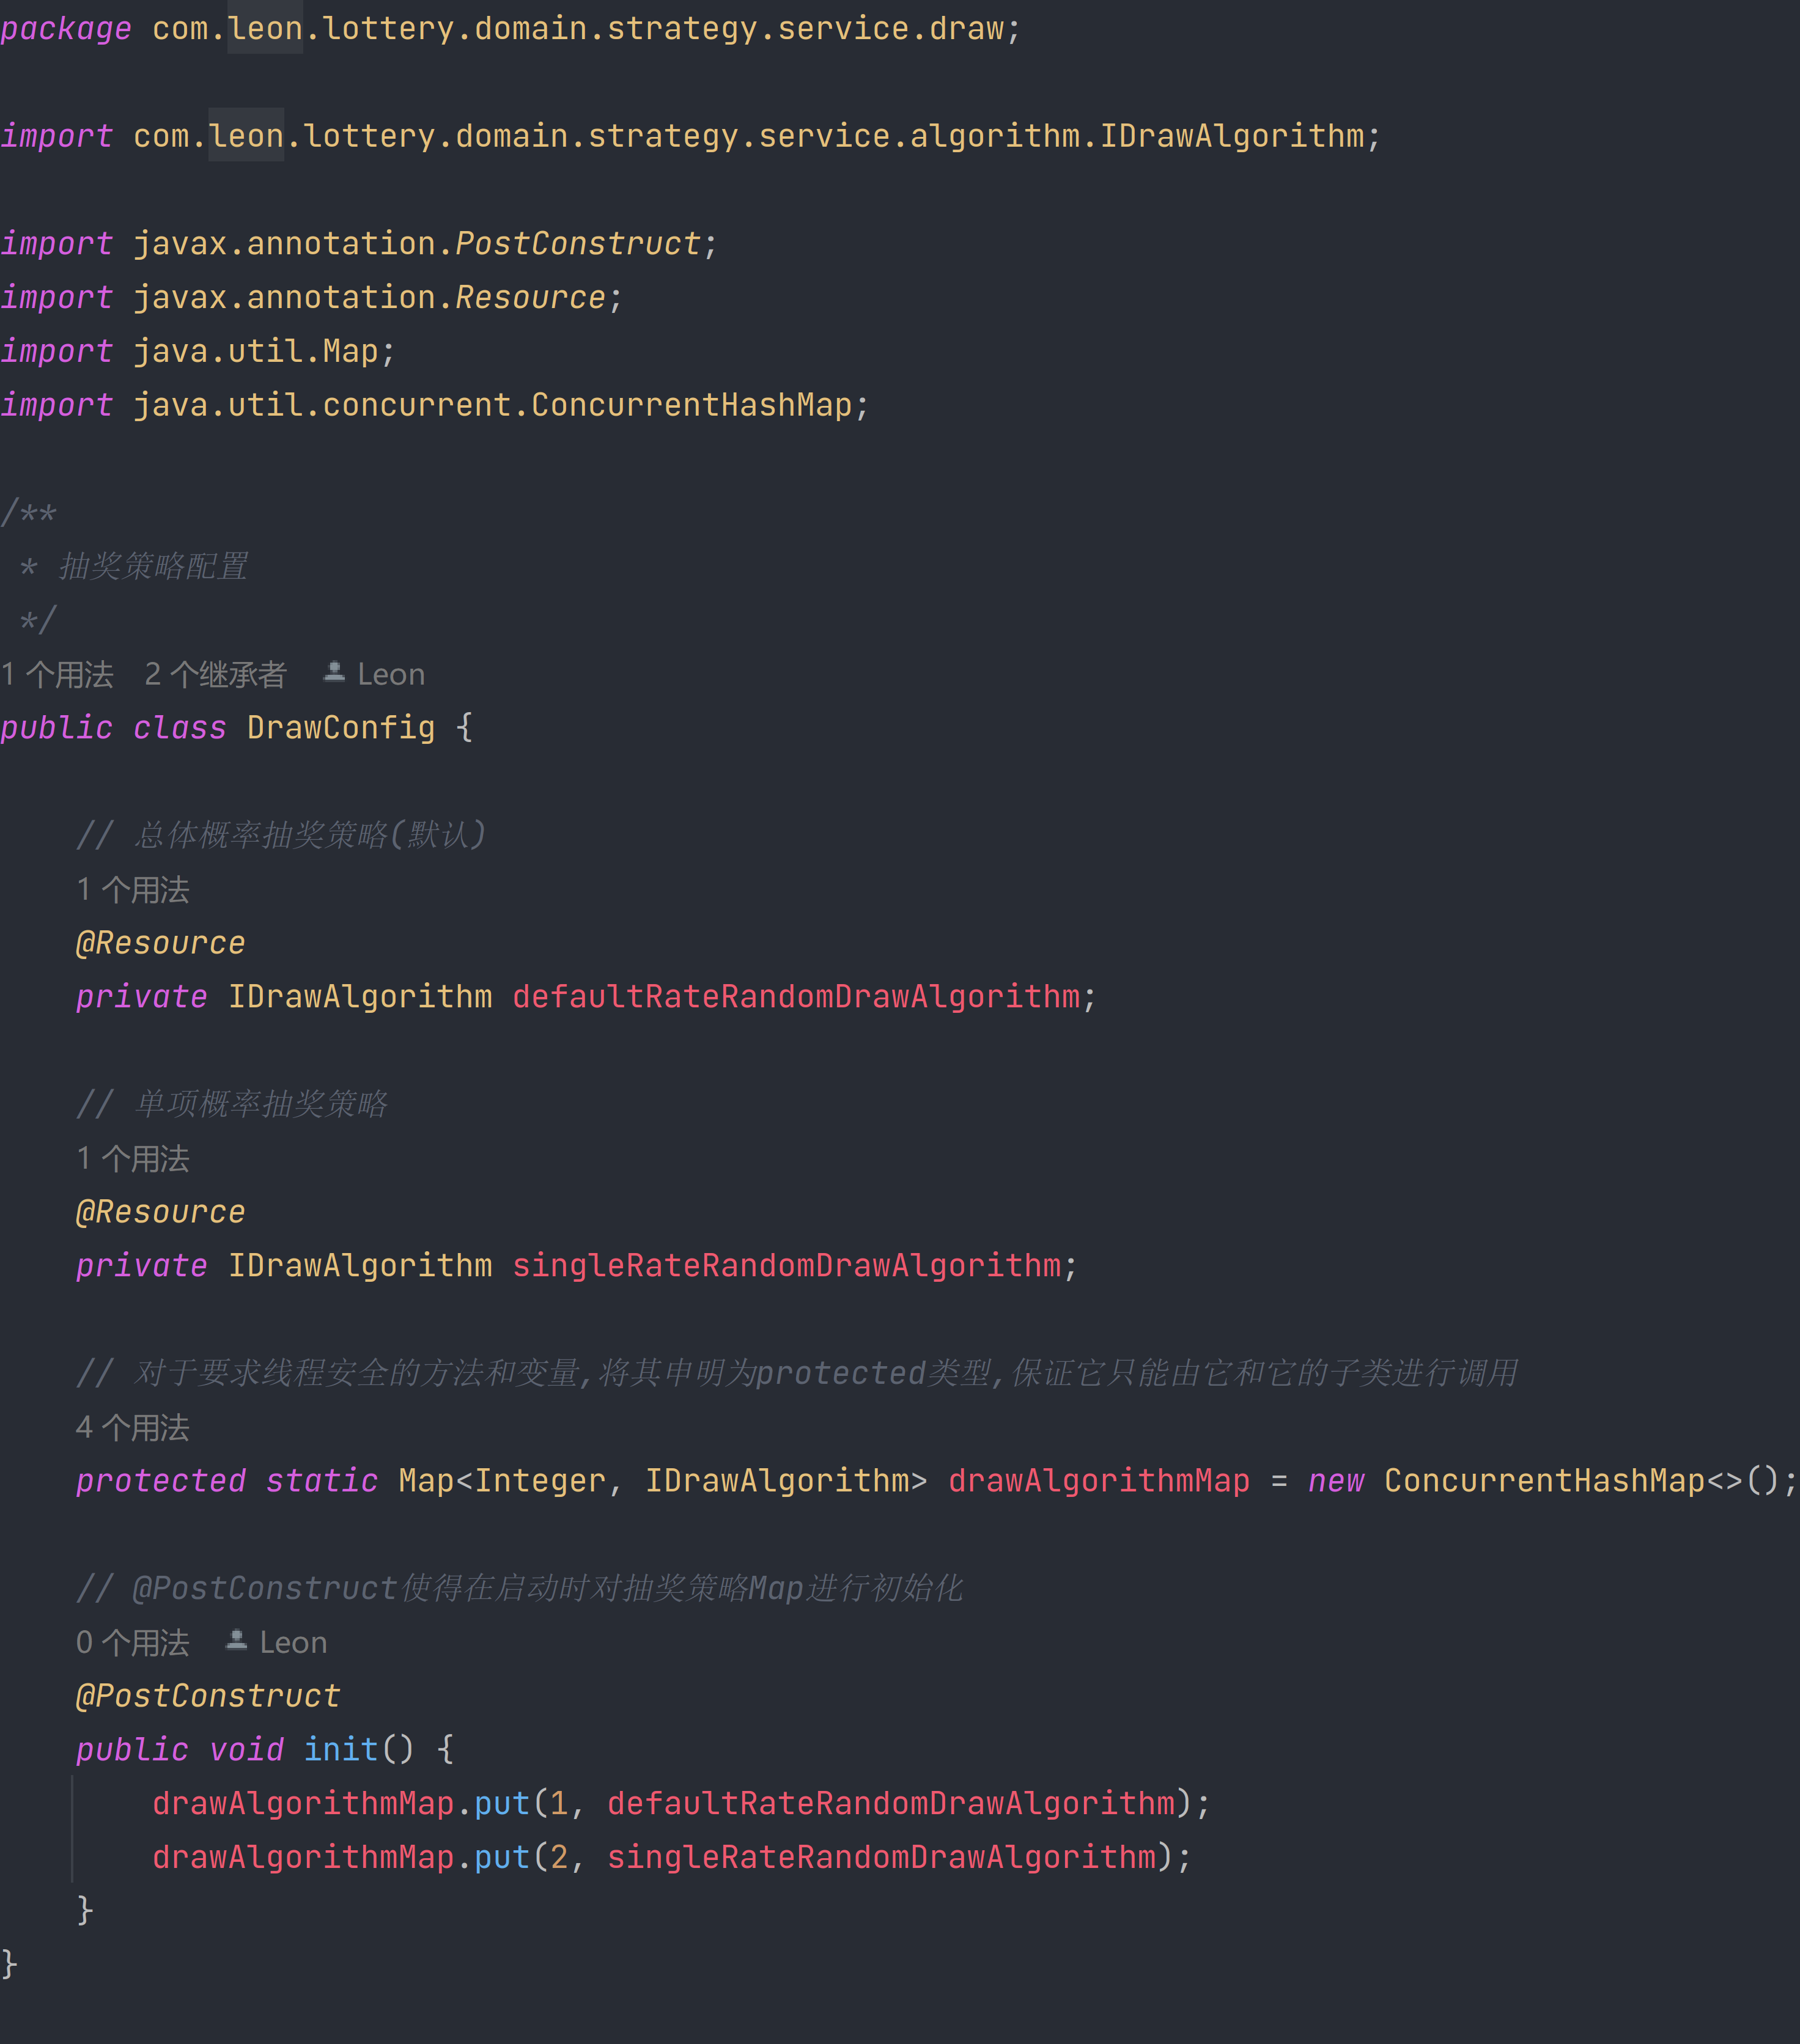 package com.leon.lottery.domain.strategy.service.draw;
import com.leon.lottery.domain.strategy.service.algorithm.IDrawAlgorithm;
import javax.annotation.PostConstruct;
import javax.annotation.Resource;
import java.util.Map;
import java.util.concurrent.ConcurrentHashMap;
/**
 * 抽奖策略配置
 */
1 个用法 2 个继承者 Leon
public class DrawConfig {
    // 总体概率抽奖策略(默认)
    1 个用法
    @Resource
    private IDrawAlgorithm defaultRateRandomDrawAlgorithm;
    // 单项概率抽奖策略
    1 个用法
    @Resource
    private IDrawAlgorithm singleRateRandomDrawAlgorithm;
    // 对于要求线程安全的方法和变量,将其申明为protected类型,保证它只能由它和它的子类进行调用
    4 个用法
    protected static Map<Integer, IDrawAlgorithm> drawAlgorithmMap = new ConcurrentHashMap<>();
    // @PostConstruct使得在启动时对抽奖策略Map进行初始化
    0 个用法 Leon
    @PostConstruct
    public void init() {
        drawAlgorithmMap.put(1, defaultRateRandomDrawAlgorithm);
        drawAlgorithmMap.put(2, singleRateRandomDrawAlgorithm);
    }
}